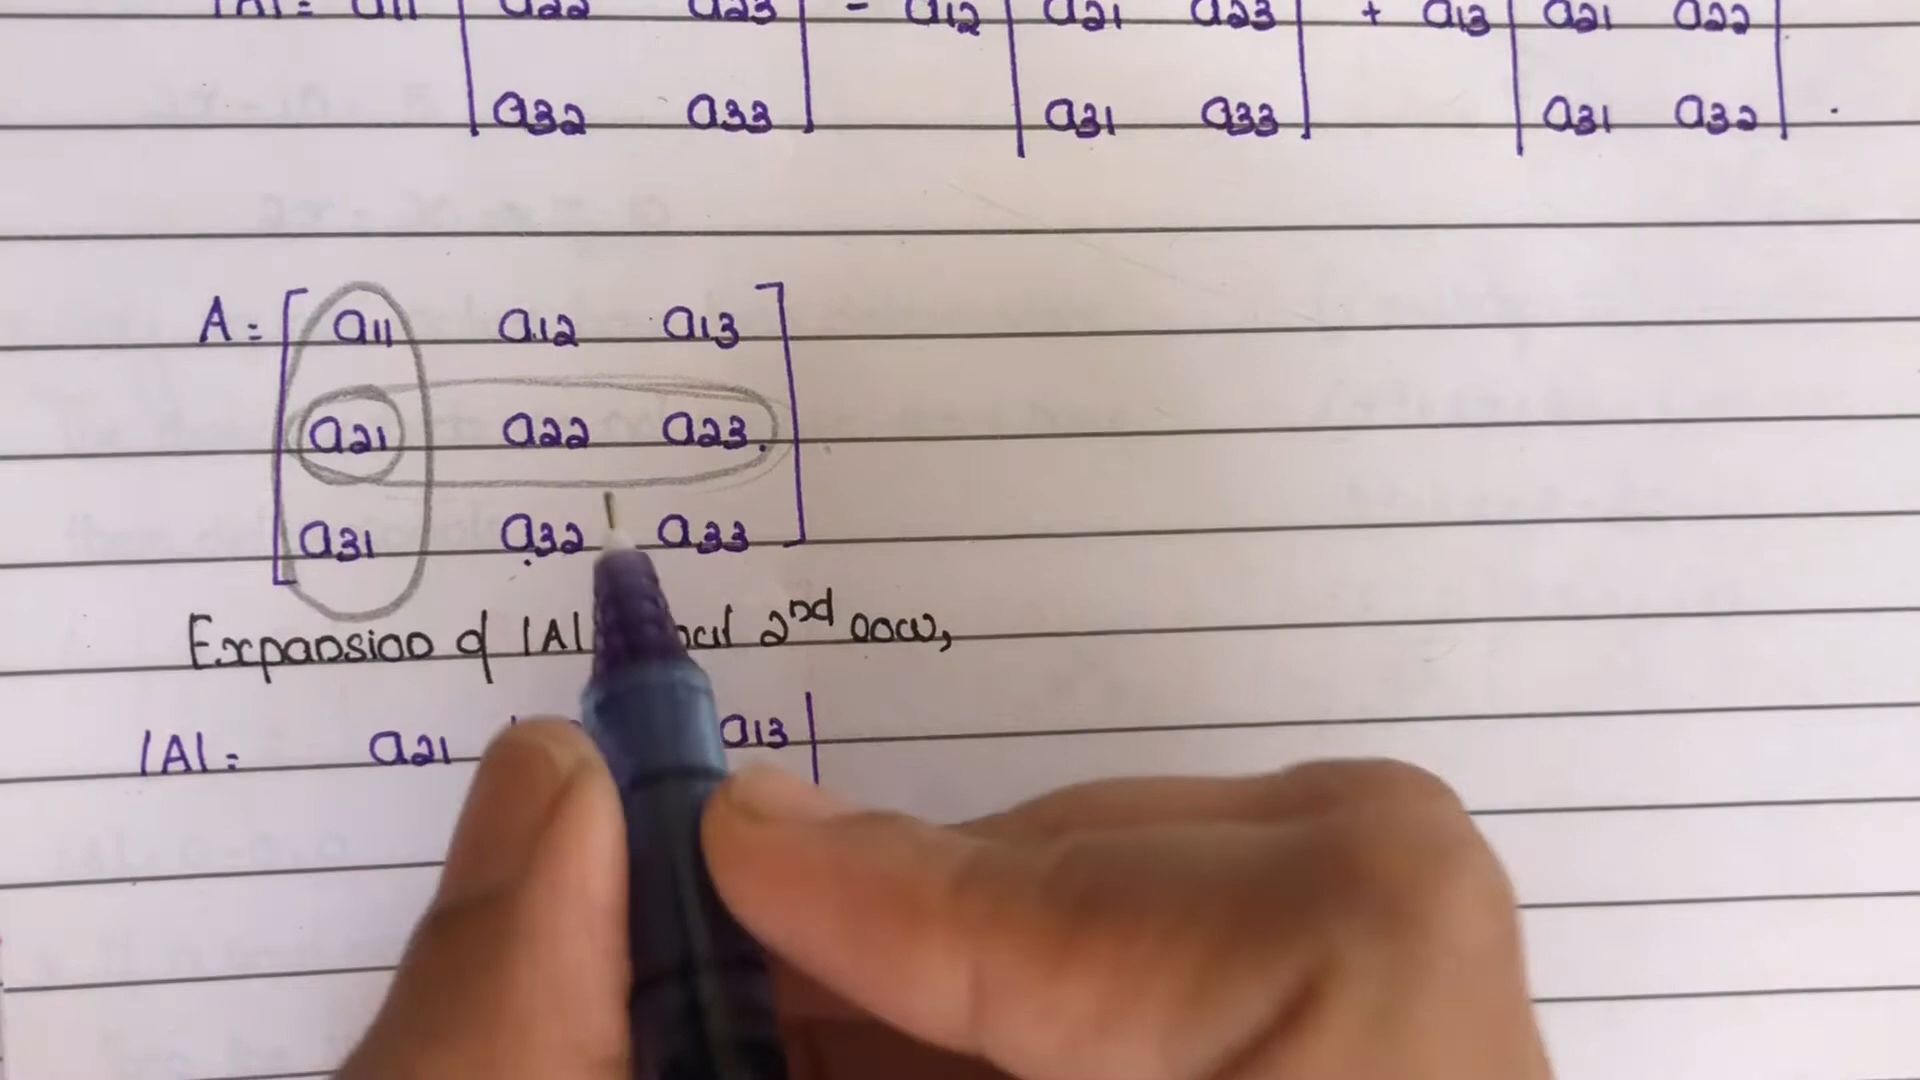 |A| = a11 | a22 a23 | - a12 | a21 a23 | + a13 | a21 a22 |
a32 a33 a31 a33 a31 a32 .
A = [ a11 a12 a13 ]
a21 a22 a23
a31 a32 a33
Expansion of |A| 2nd row,
|A| = a21 a13 |